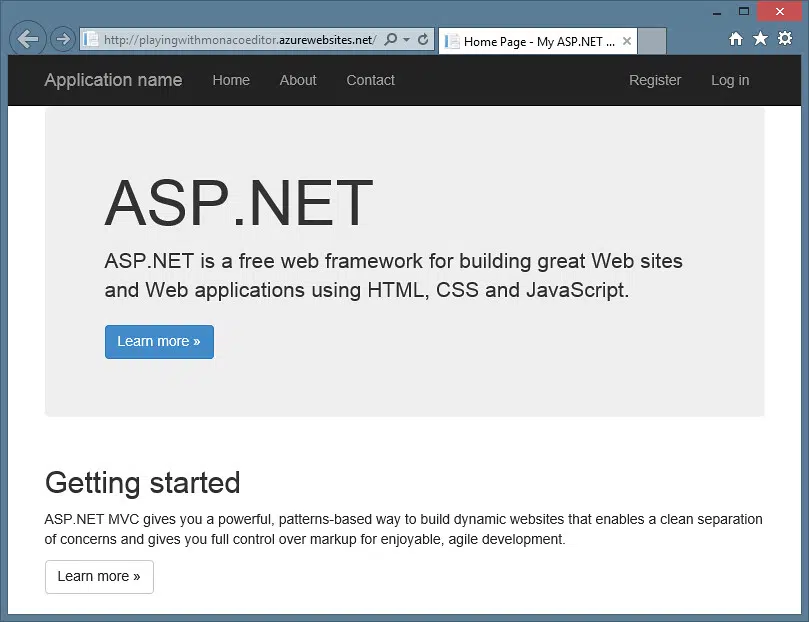 http://playingwithmonacoeditor.azurewebsites.net/
Home Page - My ASP.NET ...
Application name Home About Contact Register Log in
ASP.NET
ASP.NET is a free web framework for building great Web sites
and Web applications using HTML, CSS and JavaScript.
Learn more »
Getting started
ASP.NET MVC gives you a powerful, patterns-based way to build dynamic websites that enables a clean separation
of concerns and gives you full control over markup for enjoyable, agile development.
Learn more »